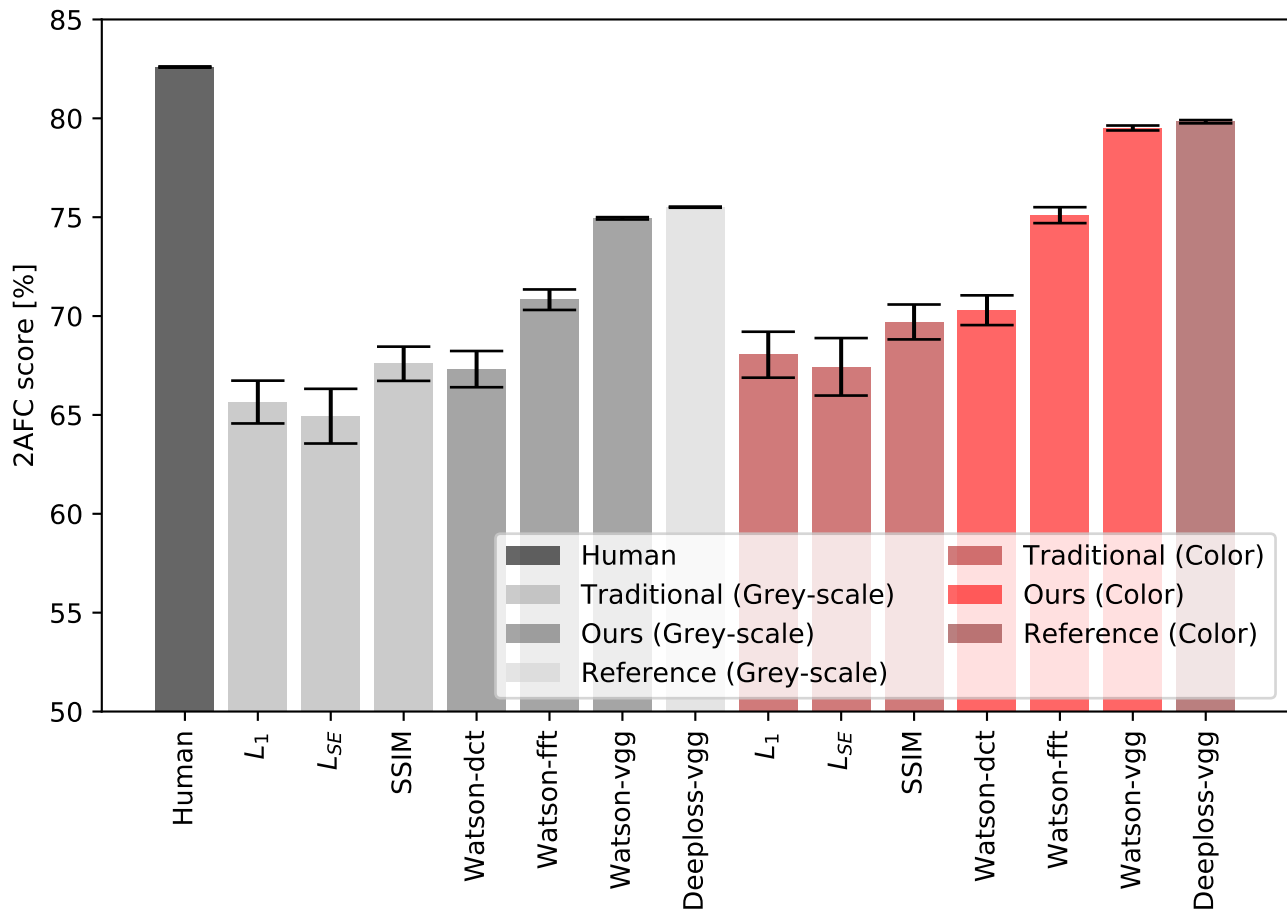 85
80
75
70
65
60
55
50
2AFC score [%]
Human
Traditional (Grey-scale)
Ours (Grey-scale)
Reference (Grey-scale)
Traditional (Color)
Ours (Color)
Reference (Color)
Human
L1
LSE
SSIM
Watson-dct
Watson-fft
Watson-vgg
Deeploss-vgg
L1
LSE
SSIM
Watson-dct
Watson-fft
Watson-vgg
Deeploss-vgg